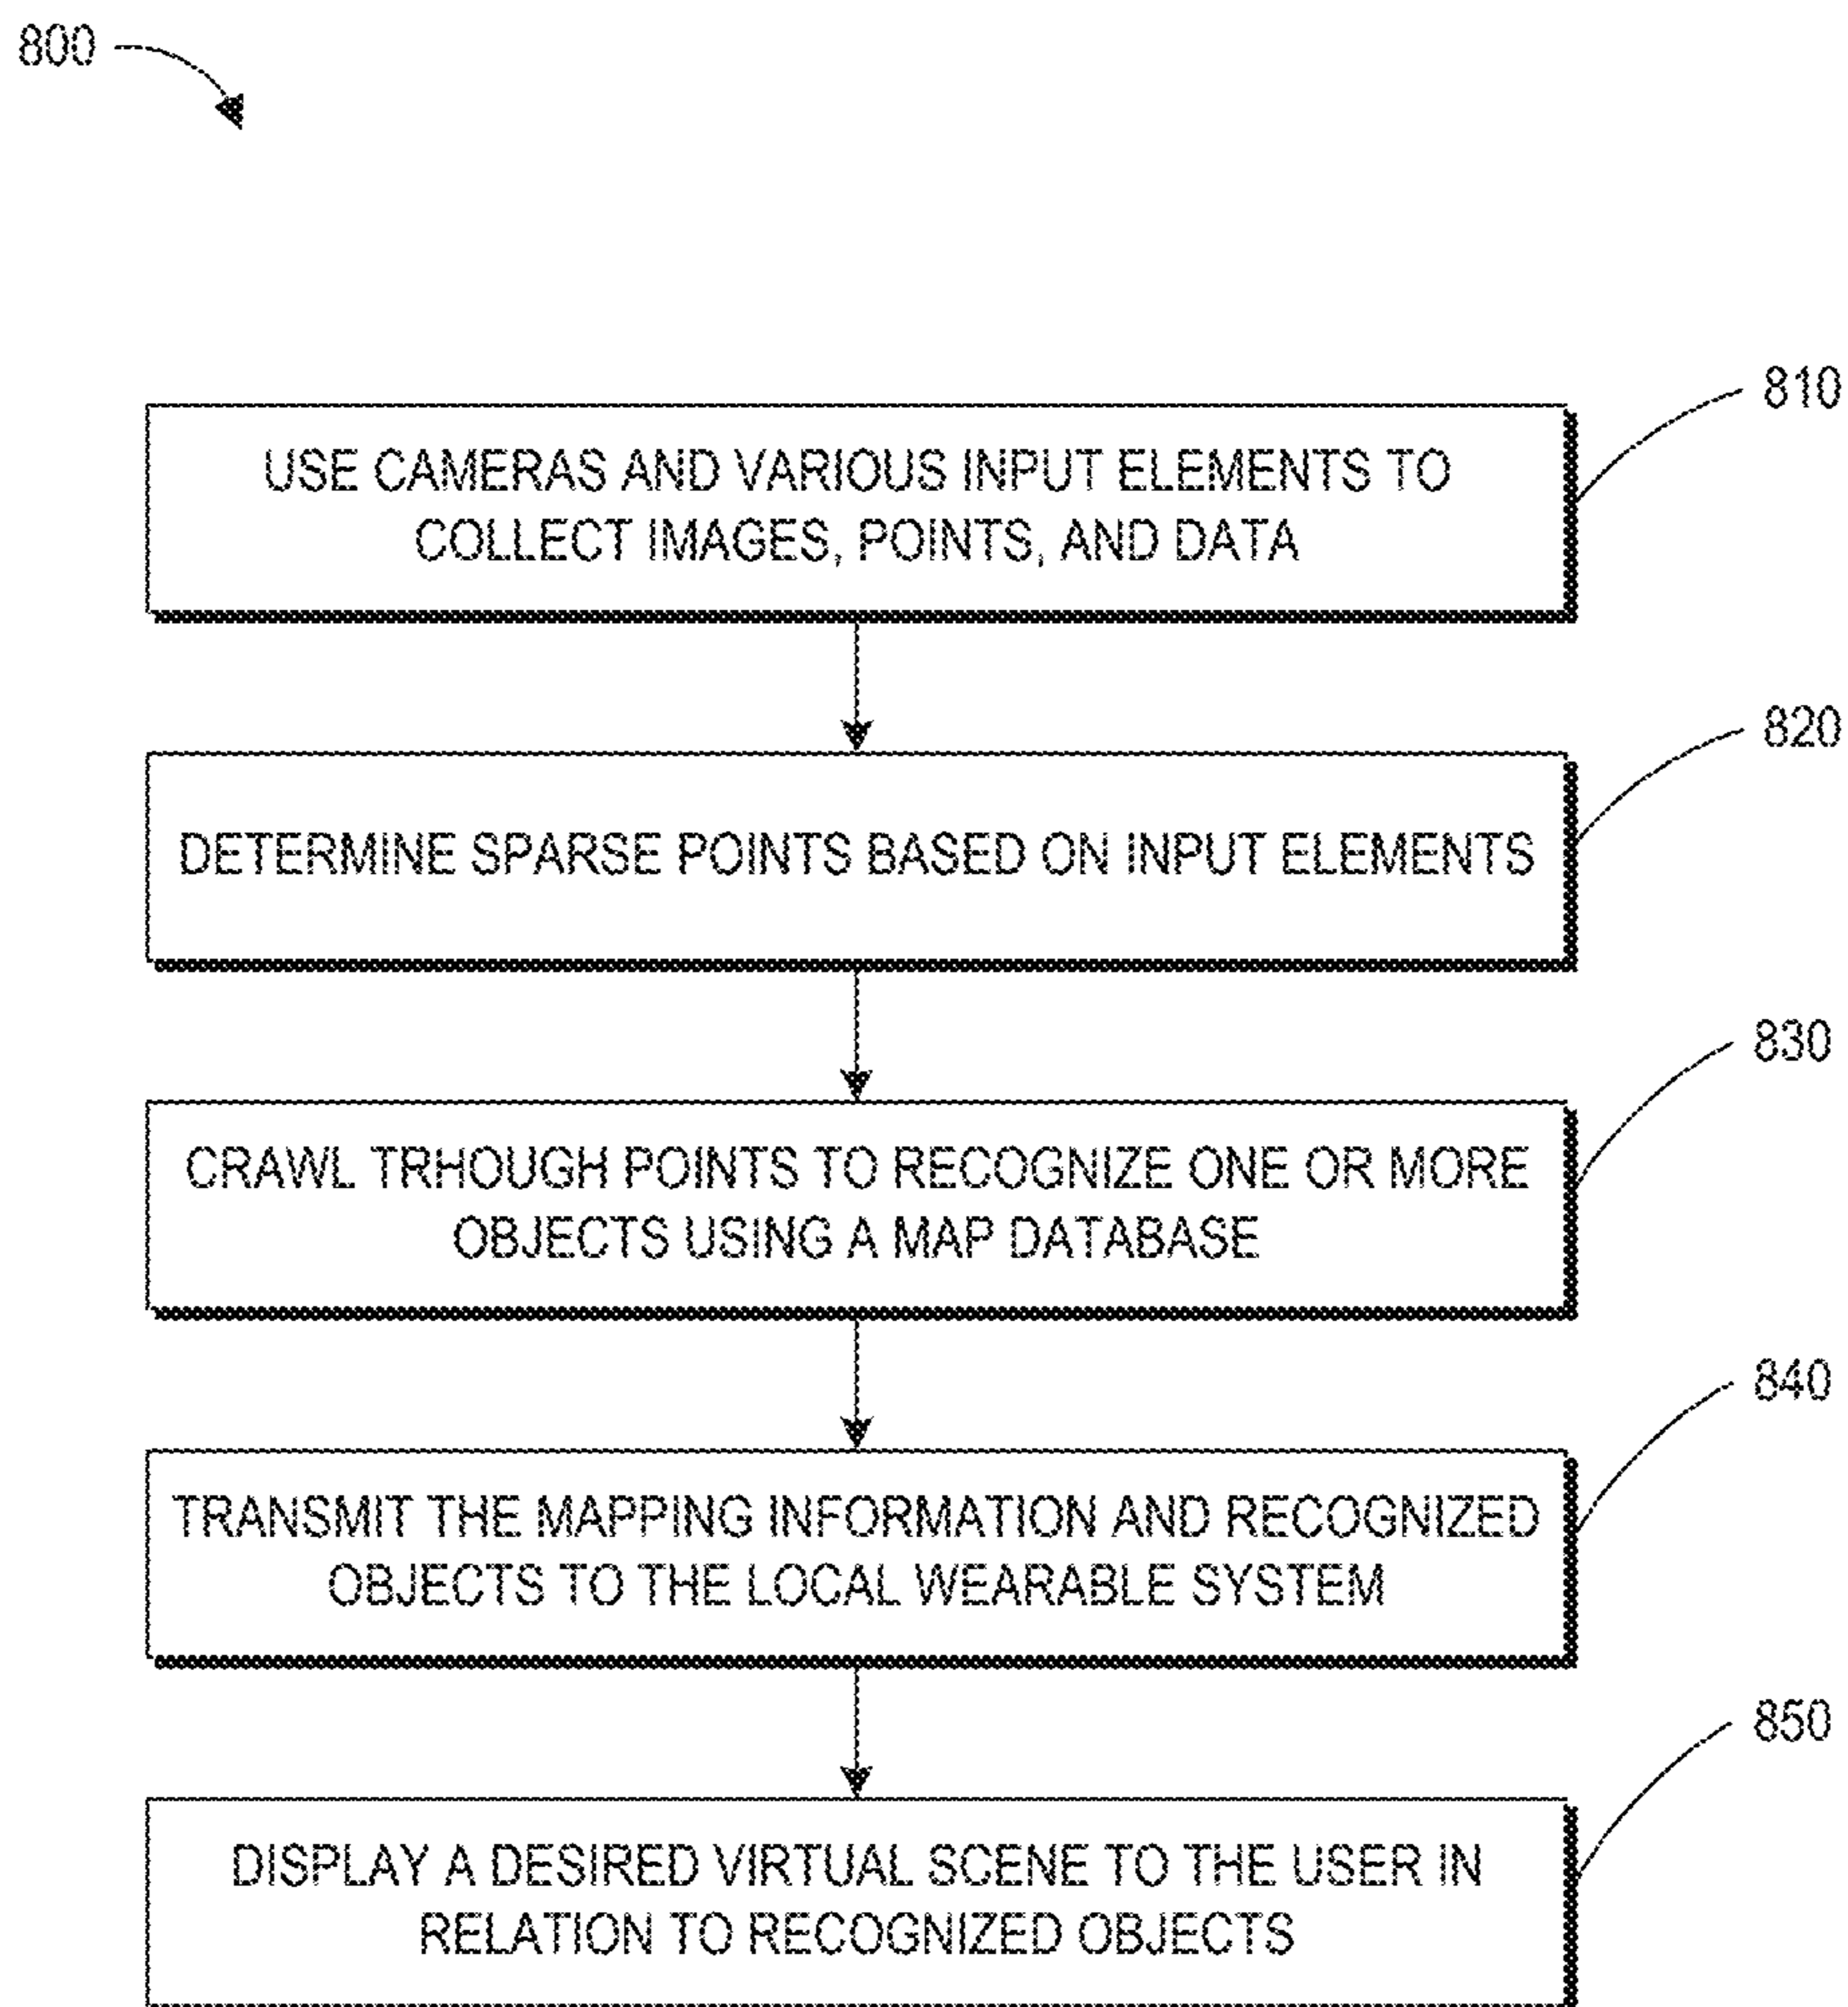 800
810
USE CAMERAS AND VARIOUS INPUT ELEMENTS TO
COLLECT IMAGES, POINTS, AND DATA
820
DETERMINE SPARSE POINTS BASED ON INPUT ELEMENTS
830
CRAWL TRHOUGH POINTS TO RECOGNIZE ONE OR MORE
OBJECTS USING A MAP DATABASE
840
TRANSMIT THE MAPPING INFORMATION AND RECOGNIZED
OBJECTS TO THE LOCAL WEARABLE SYSTEM
850
DISPLAY A DESIRED VIRTUAL SCENE TO THE USER IN
RELATION TO RECOGNIZED OBJECTS